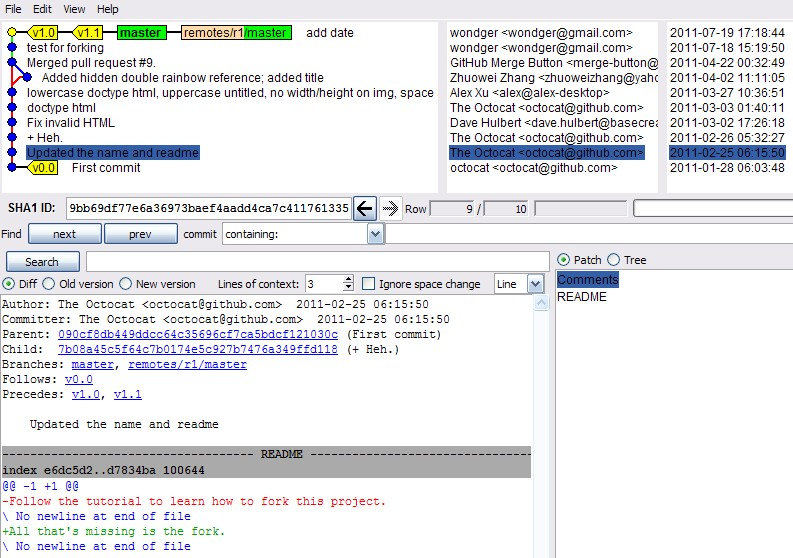 File Edit View Help
v1.0 v1.1 master remotes/r1/master add date wondger <wondger@gmail.com> 2011-07-19 17:18:44
test for forking wondger <wondger@gmail.com> 2011-07-18 15:19:50
Merged pull request #9. GitHub Merge Button <merge-button@ 2011-04-22 00:32:49
Added hidden double rainbow reference; added title Zhuowei Zhang <zhuoweizhang@yaho 2011-04-02 11:11:05
lowercase doctype html, uppercase untitled, no width/height on img, space Alex Xu <alex@alex-desktop> 2011-03-27 10:36:51
doctype html The Octocat <octocat@github.com> 2011-03-03 01:40:11
Fix invalid HTML Dave Hulbert <dave.hulbert@basecrea 2011-03-02 17:26:18
+ Heh. The Octocat <octocat@github.com> 2011-02-26 05:32:27
Updated the name and readme The Octocat <octocat@github.com> 2011-02-25 06:15:50
v0.0 First commit octocat <octocat@github.com> 2011-01-28 06:03:48
SHA1 ID: 9bb69df77e6a36973baef4aadd4ca7c411761335 Row 9 / 10
Find next prev commit containing:
Search
Patch Tree
Diff Old version New version Lines of context: 3 Ignore space change Line
Comments
README
Author: The Octocat <octocat@github.com> 2011-02-25 06:15:50
Committer: The Octocat <octocat@github.com> 2011-02-25 06:15:50
Parent: 090cf8db449ddcc64c35696cf7ca5bdcf121030c (First commit)
Child: 7b08a45c5f64c7b0174e5c927b7476a349ffd118 (+ Heh.)
Branches: master, remotes/r1/master
Follows: v0.0
Precedes: v1.0, v1.1
Updated the name and readme
---------------------------------- README ----------------------------------
index e6dc5d2..d7834ba 100644
@@ -1 +1 @@
-Follow the tutorial to learn how to fork this project.
\ No newline at end of file
+All that's missing is the fork.
\ No newline at end of file